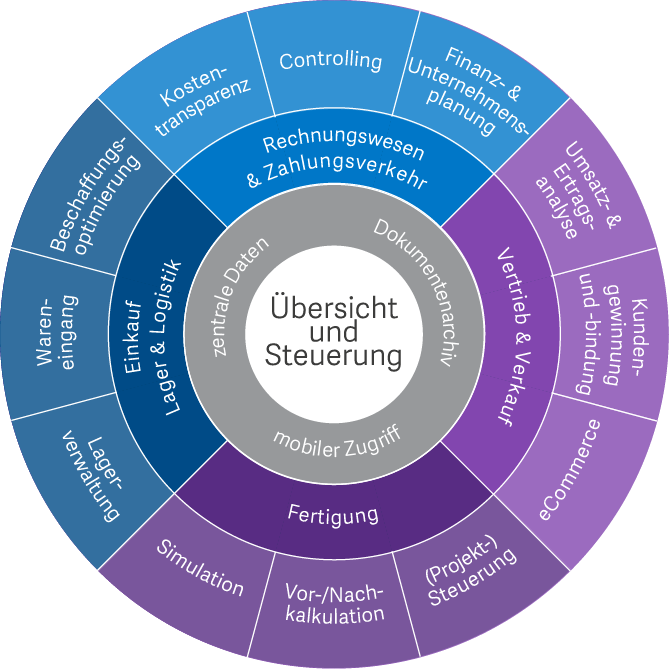 Übersicht
und
Steuerung
zentrale Daten
Dokumentenarchiv
mobiler Zugriff
Rechnungswesen
& Zahlungsverkehr
Kosten-
transparenz
Controlling
Finanz- &
Unternehmens-
planung
Vertrieb & Verkauf
Umsatz- &
Ertrags-
analyse
Kunden-
gewinnung
und -bindung
eCommerce
Fertigung
(Projekt-)
Steuerung
Vor-/Nach-
kalkulation
Simulation
Einkauf
Lager & Logistik
Lager-
verwaltung
Waren-
eingang
Beschaffungs-
optimierung